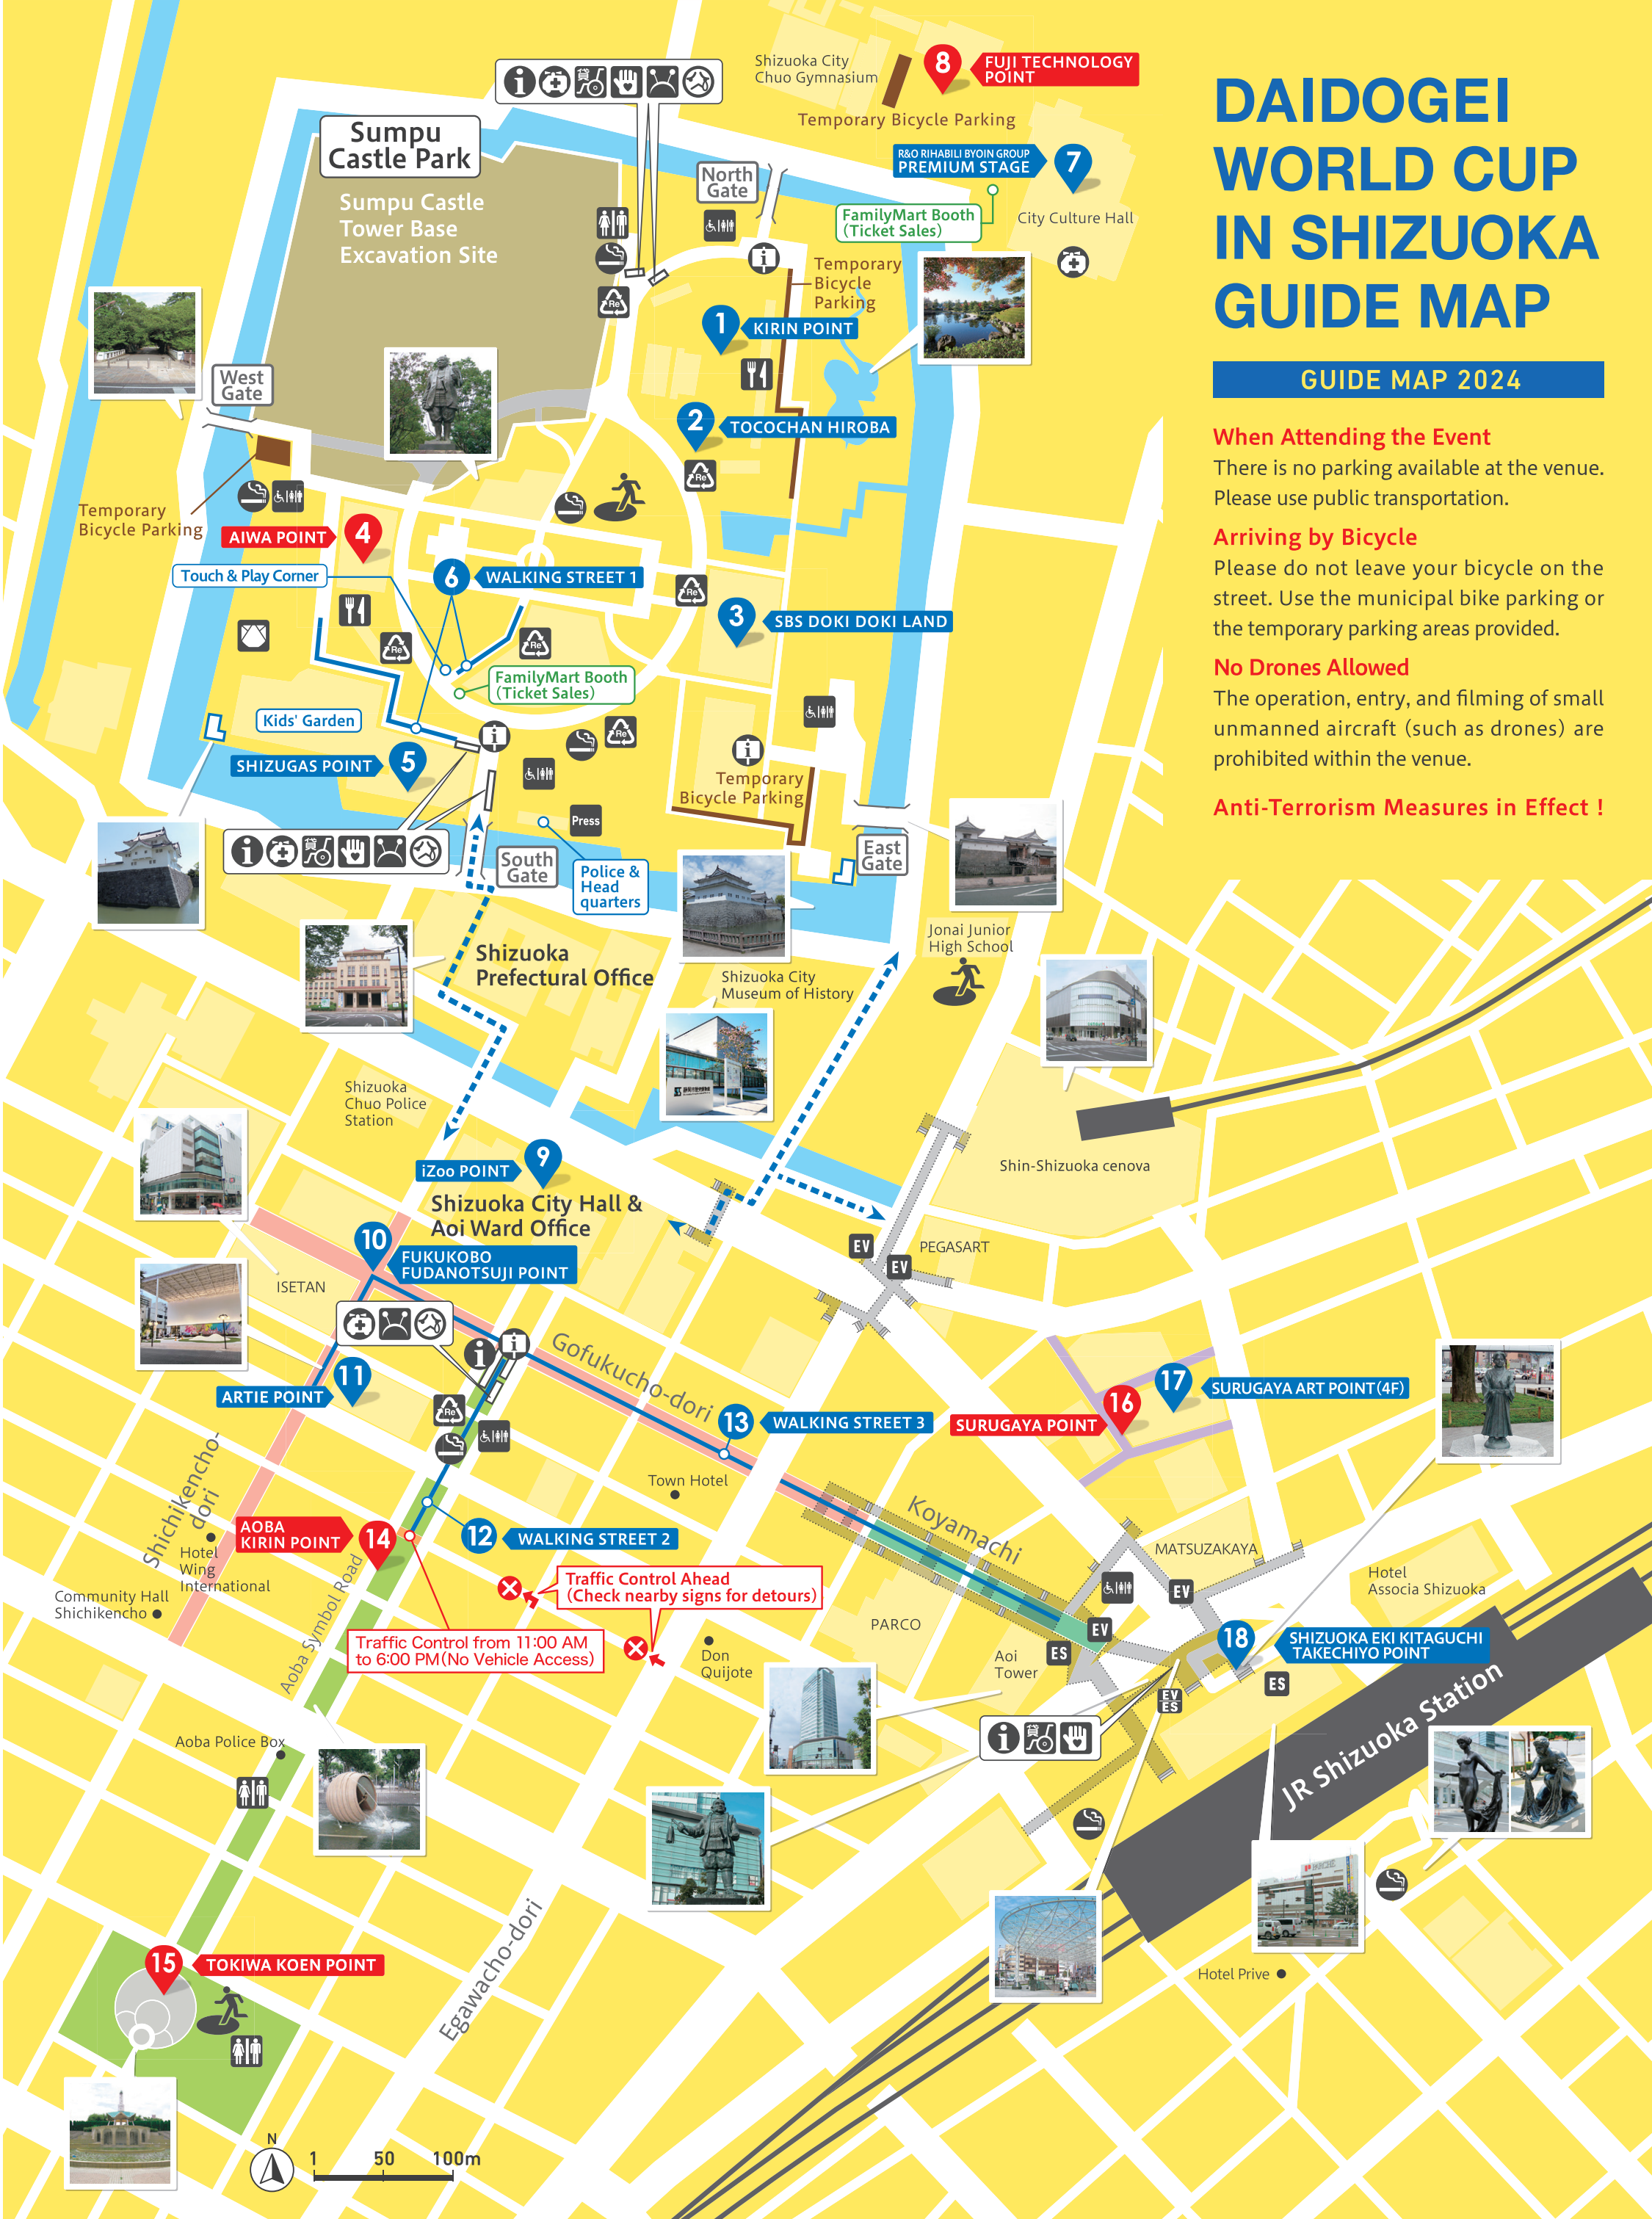 DAIDOGEI
WORLD CUP
IN SHIZUOKA
GUIDE MAP
GUIDE MAP 2024
When Attending the Event
There is no parking available at the venue.
Please use public transportation.
Arriving by Bicycle
Please do not leave your bicycle on the
street. Use the municipal bike parking or
the temporary parking areas provided.
No Drones Allowed
The operation, entry, and filming of small
unmanned aircraft (such as drones) are
prohibited within the venue.
Anti-Terrorism Measures in Effect !
Shizuoka City
Chuo Gymnasium
8
FUJI TECHNOLOGY
POINT
Temporary Bicycle Parking
i
貸
Sumpu
Castle Park
Sumpu Castle
Tower Base
Excavation Site
North
Gate
R&O RIHABILI BYOIN GROUP
PREMIUM STAGE
7
FamilyMart Booth
(Ticket Sales)
City Culture Hall
i
Temporary
Bicycle
Parking
Re
1
KIRIN POINT
West
Gate
2
TOCOCHAN HIROBA
Re
Temporary
Bicycle Parking
AIWA POINT
4
Touch & Play Corner
6
WALKING STREET 1
Re
3
SBS DOKI DOKI LAND
Re
Re
FamilyMart Booth
(Ticket Sales)
Kids' Garden
i
Re
SHIZUGAS POINT
5
i
Temporary
Bicycle Parking
Press
i
貸
South
Gate
Police &
Head
quarters
East
Gate
Shizuoka
Prefectural Office
Jonai Junior
High School
Shizuoka City
Museum of History
Shizuoka
Chuo Police
Station
Shin-Shizuoka cenova
iZoo POINT
9
Shizuoka City Hall &
Aoi Ward Office
EV
PEGASART
EV
10
FUKUKOBO
FUDANOTSUJI POINT
ISETAN
i
i
Gofukucho-dori
11
ARTIE POINT
Re
13
WALKING STREET 3
17
SURUGAYA ART POINT(4F)
16
SURUGAYA POINT
Shichikencho-
dori
Town Hotel
Koyamachi
AOBA
KIRIN POINT
14
12
WALKING STREET 2
MATSUZAKAYA
Hotel
Wing
International
Community Hall
Shichikencho
Traffic Control Ahead
(Check nearby signs for detours)
Hotel
Associa Shizuoka
EV
PARCO
EV
Traffic Control from 11:00 AM
to 6:00 PM(No Vehicle Access)
Aoba Symbol Road
Don
Quijote
Aoi
Tower
ES
18
SHIZUOKA EKI KITAGUCHI
TAKECHIYO POINT
ES
EV
ES
i
貸
Aoba Police Box
JR Shizuoka Station
Egawacho-dori
15
TOKIWA KOEN POINT
Hotel Prive
N
1 50 100m